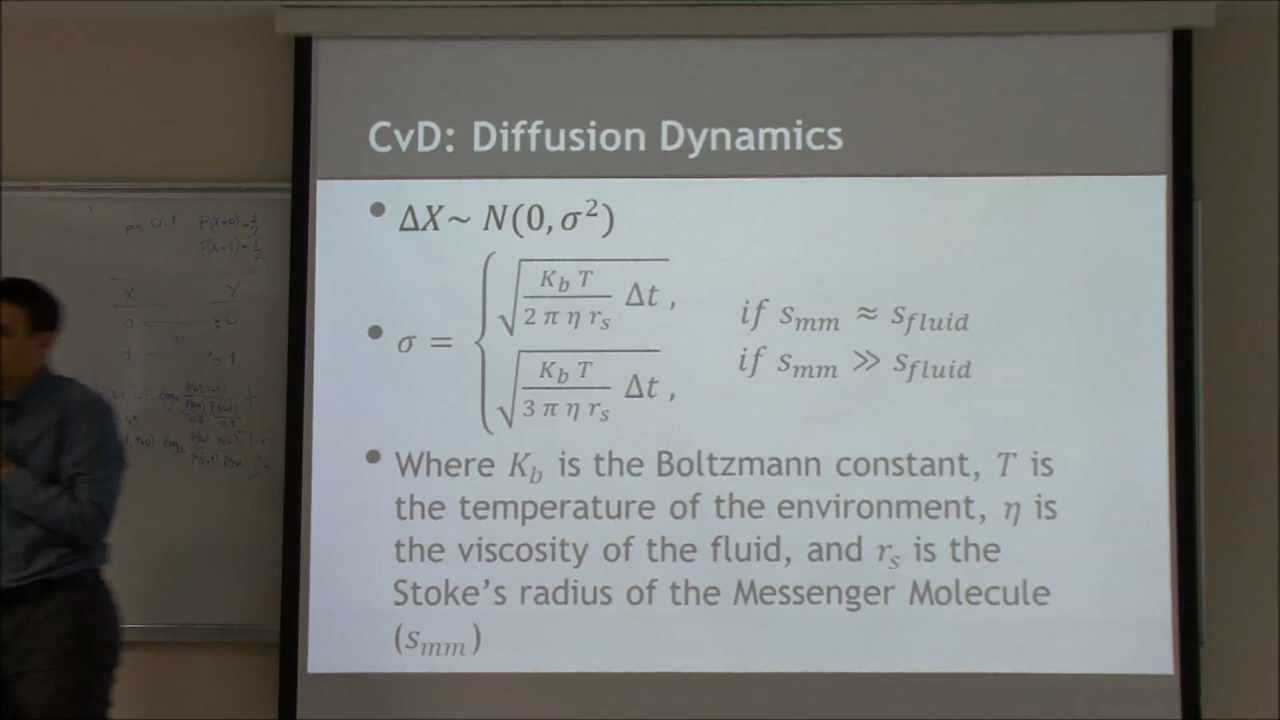 CvD: Diffusion Dynamics
• ΔX~ N(0, σ²)
• σ = { √(K_b T / 2 π η r_s Δt) , if s_mm ≈ s_fluid
√(K_b T / 3 π η r_s Δt) , if s_mm ≫ s_fluid
• Where K_b is the Boltzmann constant, T is
the temperature of the environment, η is
the viscosity of the fluid, and r_s is the
Stoke's radius of the Messenger Molecule
(s_mm)
X Y